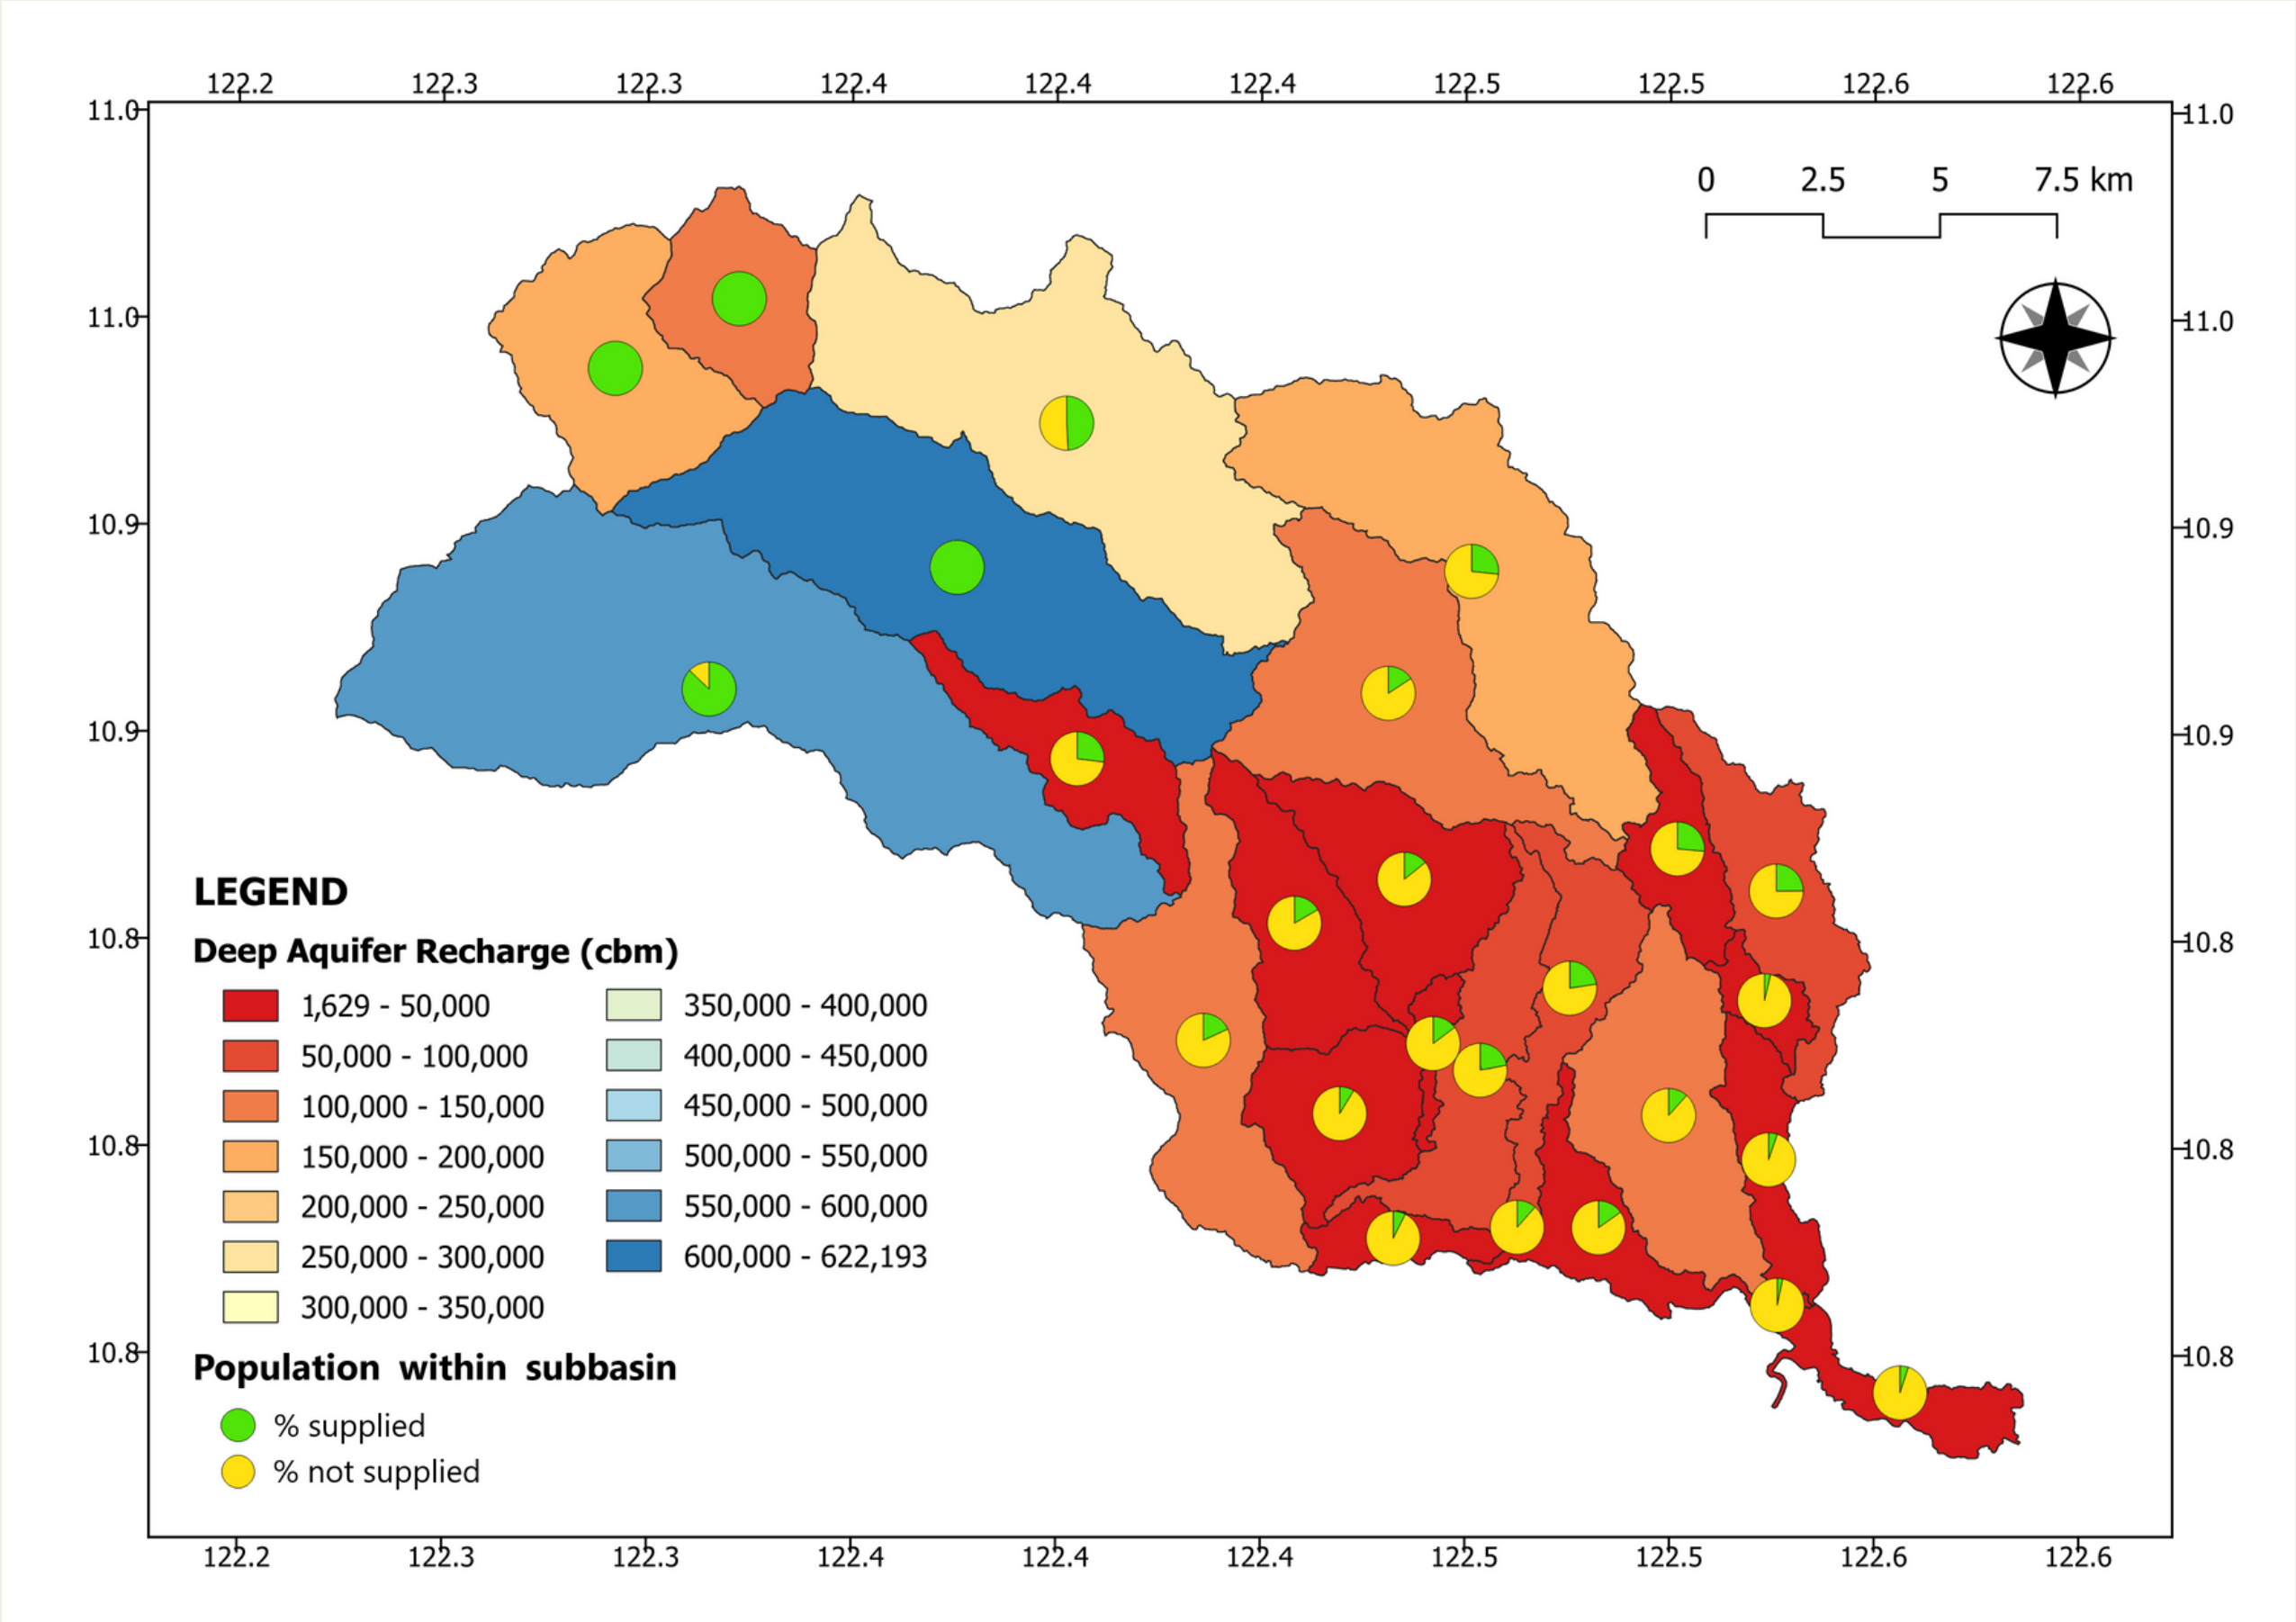 122.2 122.3 122.3 122.4 122.4 122.4 122.5 122.5 122.6 122.6
11.0 11.0
0 2.5 5 7.5 km
11.0 11.0
10.9 10.9
10.9 10.9
LEGEND
10.8 10.8
Deep Aquifer Recharge (cbm)
1,629 - 50,000 350,000 - 400,000
50,000 - 100,000 400,000 - 450,000
100,000 - 150,000 450,000 - 500,000
10.8 10.8
150,000 - 200,000 500,000 - 550,000
200,000 - 250,000 550,000 - 600,000
250,000 - 300,000 600,000 - 622,193
300,000 - 350,000
10.8 10.8
Population within subbasin
% supplied
% not supplied
122.2 122.3 122.3 122.4 122.4 122.4 122.5 122.5 122.6 122.6